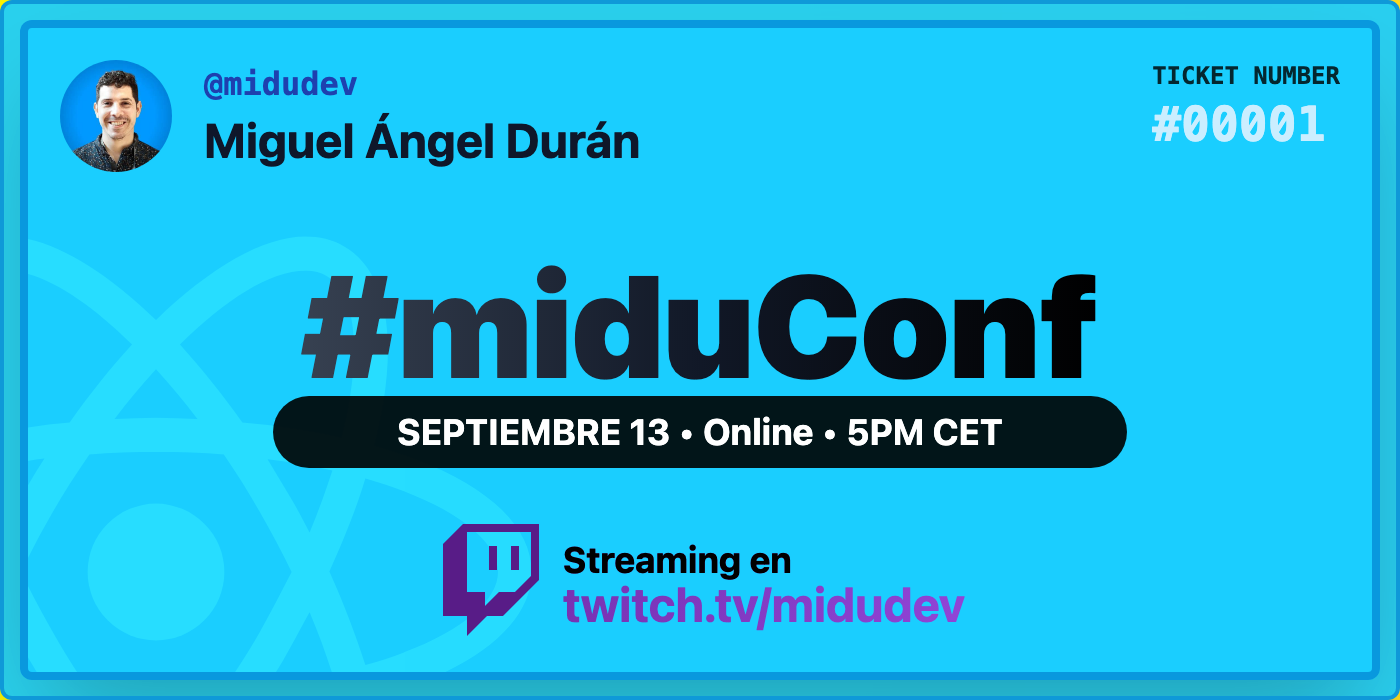 @midudev
Miguel Ángel Durán
TICKET NUMBER
#00001
#miduConf
SEPTIEMBRE 13 • Online • 5PM CET
Streaming en
twitch.tv/midudev